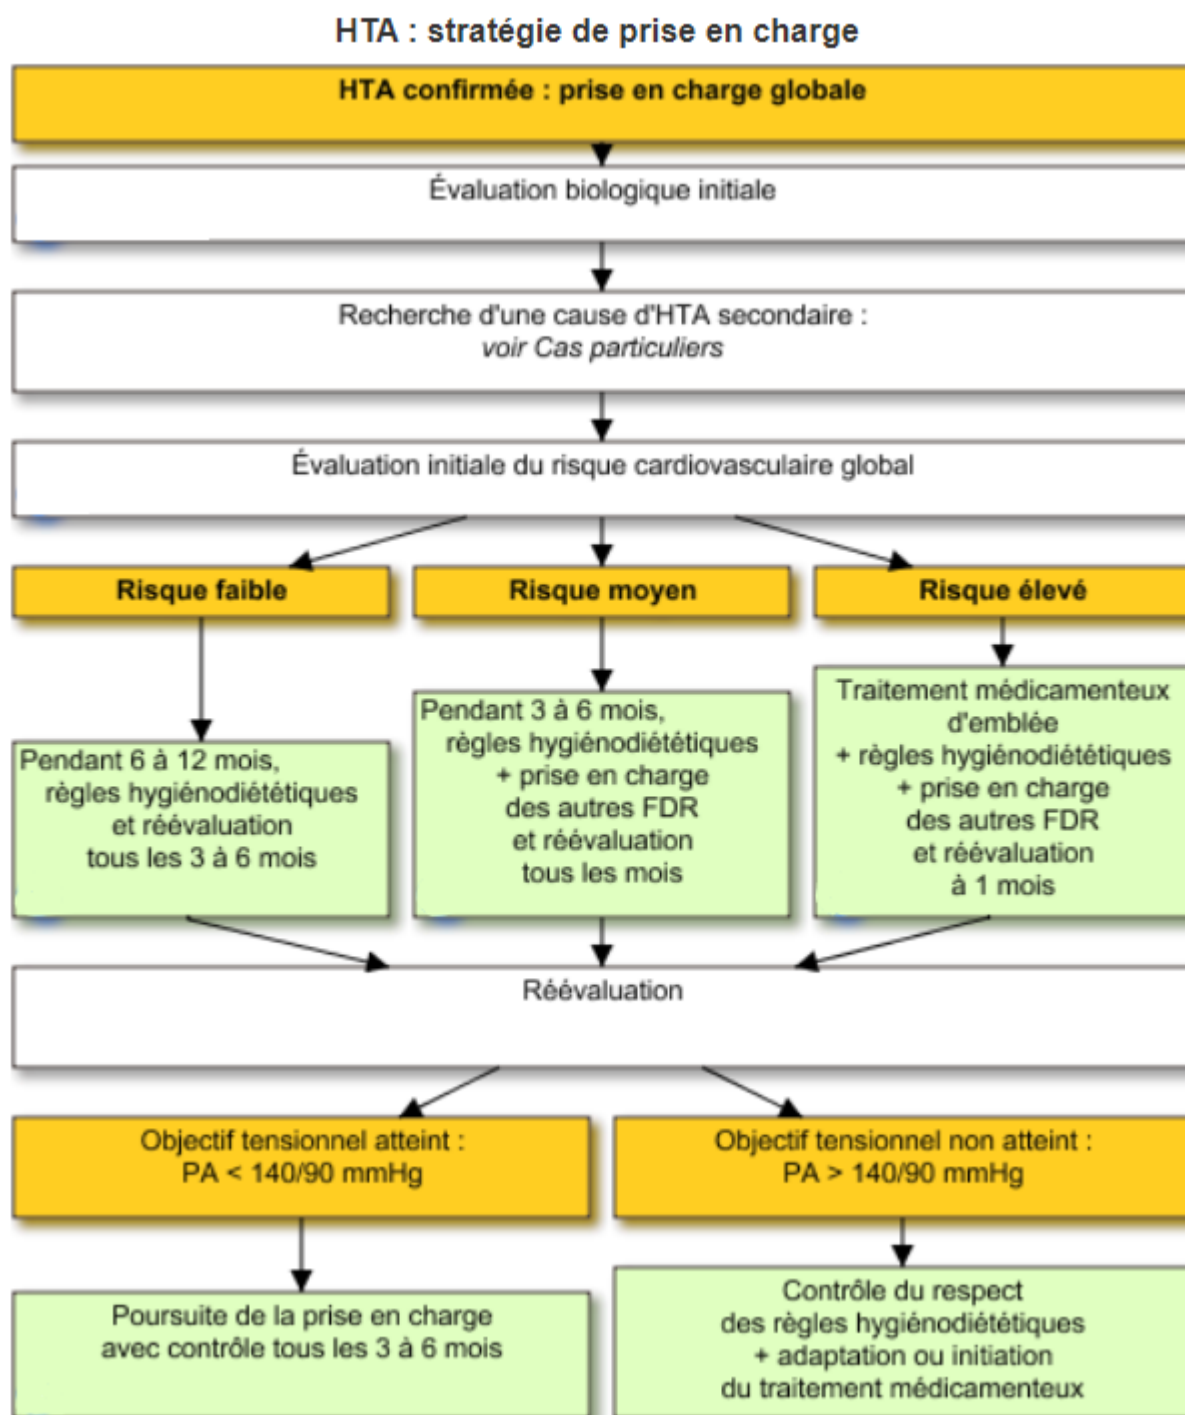 HTA : stratégie de prise en charge
HTA confirmée : prise en charge globale
Évaluation biologique initiale
Recherche d'une cause d'HTA secondaire :
voir Cas particuliers
Évaluation initiale du risque cardiovasculaire global
Risque faible
Risque moyen
Risque élevé
Pendant 6 à 12 mois,
règles hygiénodiététiques
et réévaluation
tous les 3 à 6 mois
Pendant 3 à 6 mois,
règles hygiénodiététiques
+ prise en charge
des autres FDR
et réévaluation
tous les mois
Traitement médicamenteux
d'emblée
+ règles hygiénodiététiques
+ prise en charge
des autres FDR
et réévaluation
à 1 mois
Réévaluation
Objectif tensionnel atteint :
PA < 140/90 mmHg
Objectif tensionnel non atteint :
PA > 140/90 mmHg
Poursuite de la prise en charge
avec contrôle tous les 3 à 6 mois
Contrôle du respect
des règles hygiénodiététiques
+ adaptation ou initiation
du traitement médicamenteux